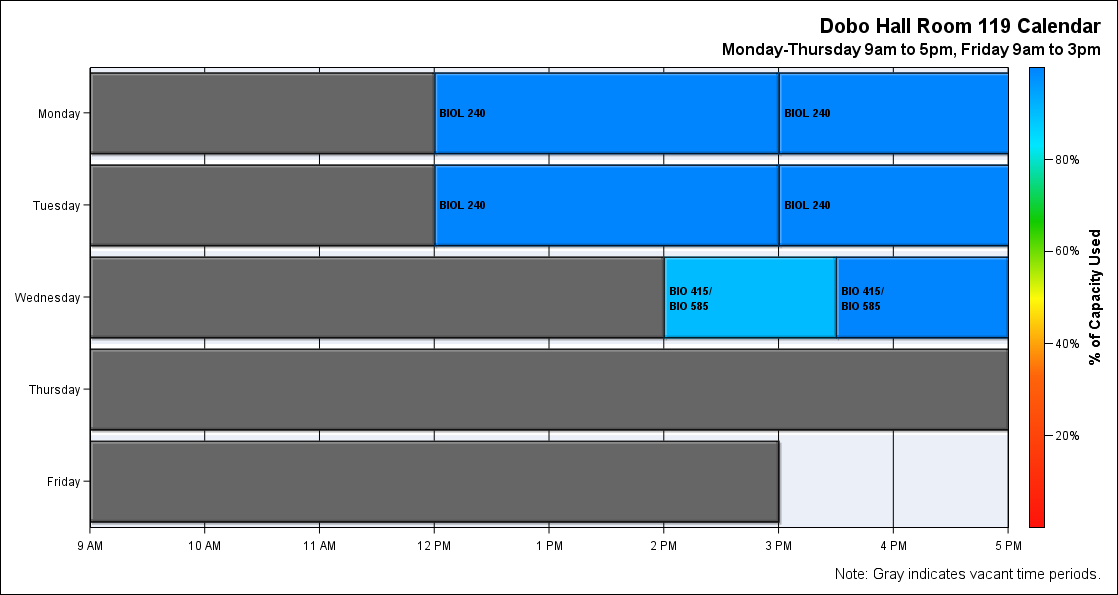 Dobo Hall Room 119 Calendar
Monday-Thursday 9am to 5pm, Friday 9am to 3pm
Monday
BIOL 240
BIOL 240
Tuesday
BIOL 240
BIOL 240
Wednesday
BIO 415/
BIO 585
BIO 415/
BIO 585
Thursday
Friday
9 AM
10 AM
11 AM
12 PM
1 PM
2 PM
3 PM
4 PM
5 PM
80%
60%
40%
20%
% of Capacity Used
Note: Gray indicates vacant time periods.